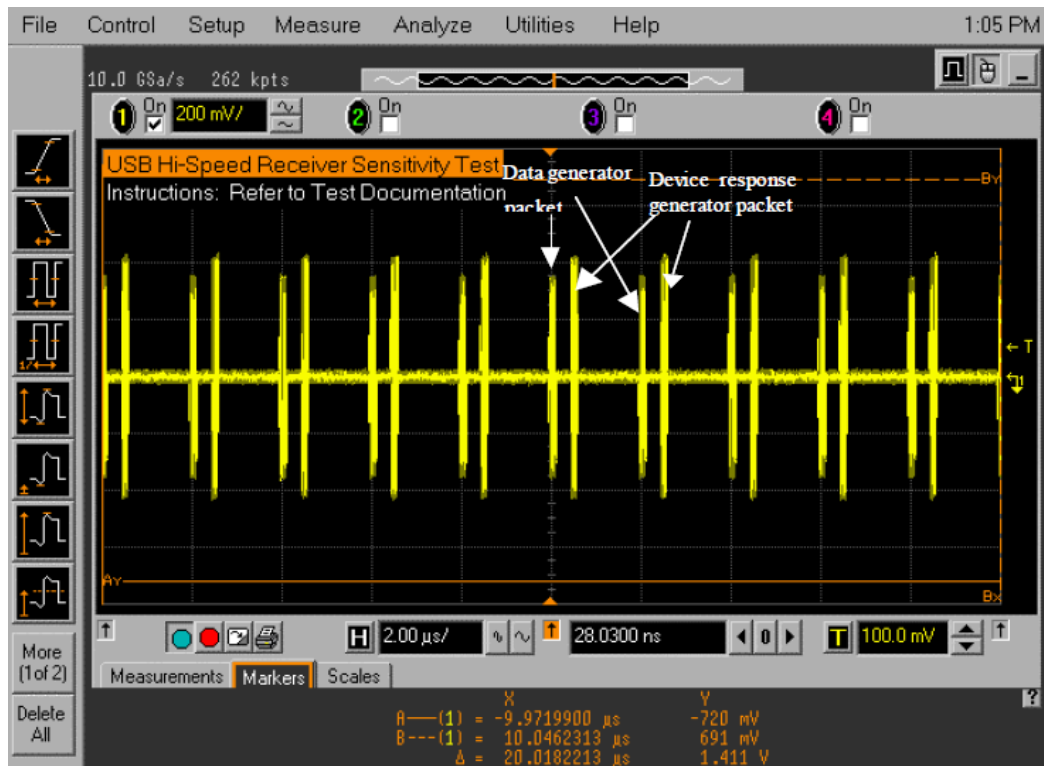 File Control Setup Measure Analyze Utilities Help 1:05 PM
10.0 GSa/s 262 kpts
1 On 200 mV/ 2 On 3 On 4 On
USB Hi-Speed Receiver Sensitivity Test
Instructions: Refer to Test Documentation
Data generator
packet
Device response
generator packet
By
T
1
1/
Ay
Bx
More
(1of 2)
Delete
All
H 2.00 µs/ 28.0300 ns 0 T 100.0 mV
Measurements Markers Scales
?
X Y
A——(1) = -9.9719900 µs -720 mV
B---(1) = 10.0462313 µs 691 mV
Δ = 20.0182213 µs 1.411 V